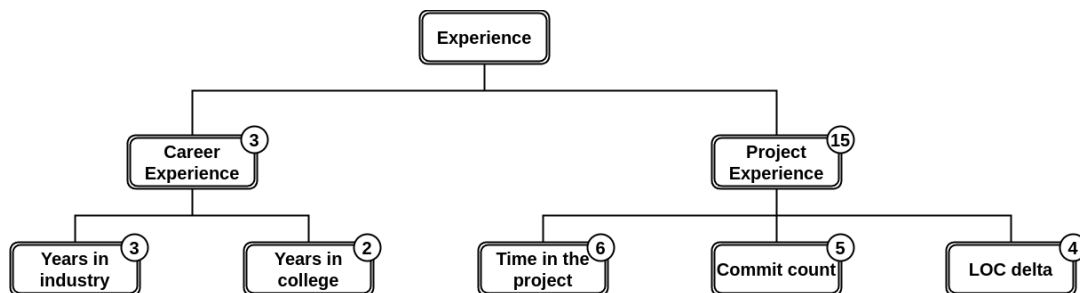 Experience
3
Career
Experience
15
Project
Experience
3
Years in
industry
2
Years in
college
6
Time in the
project
5
Commit count
4
LOC delta